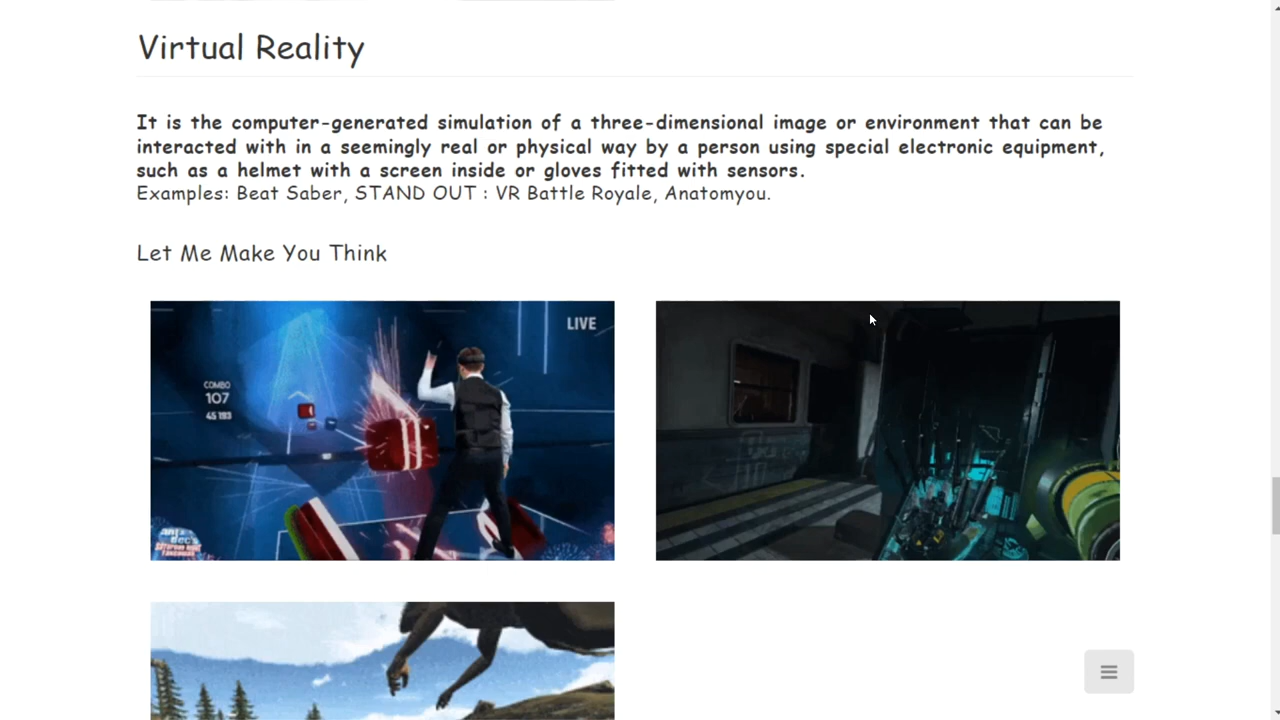 Virtual Reality
It is the computer-generated simulation of a three-dimensional image or environment that can be
interacted with in a seemingly real or physical way by a person using special electronic equipment,
such as a helmet with a screen inside or gloves fitted with sensors.
Examples: Beat Saber, STAND OUT : VR Battle Royale, Anatomyou.
Let Me Make You Think
LIVE
COMBO
107
45 193